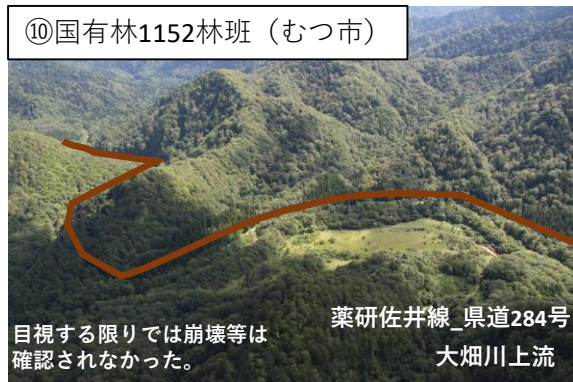 ⑩国有林1152林班（むつ市）
薬研佐井線_県道284号
大畑川上流
目視する限りでは崩壊等は
確認されなかった。